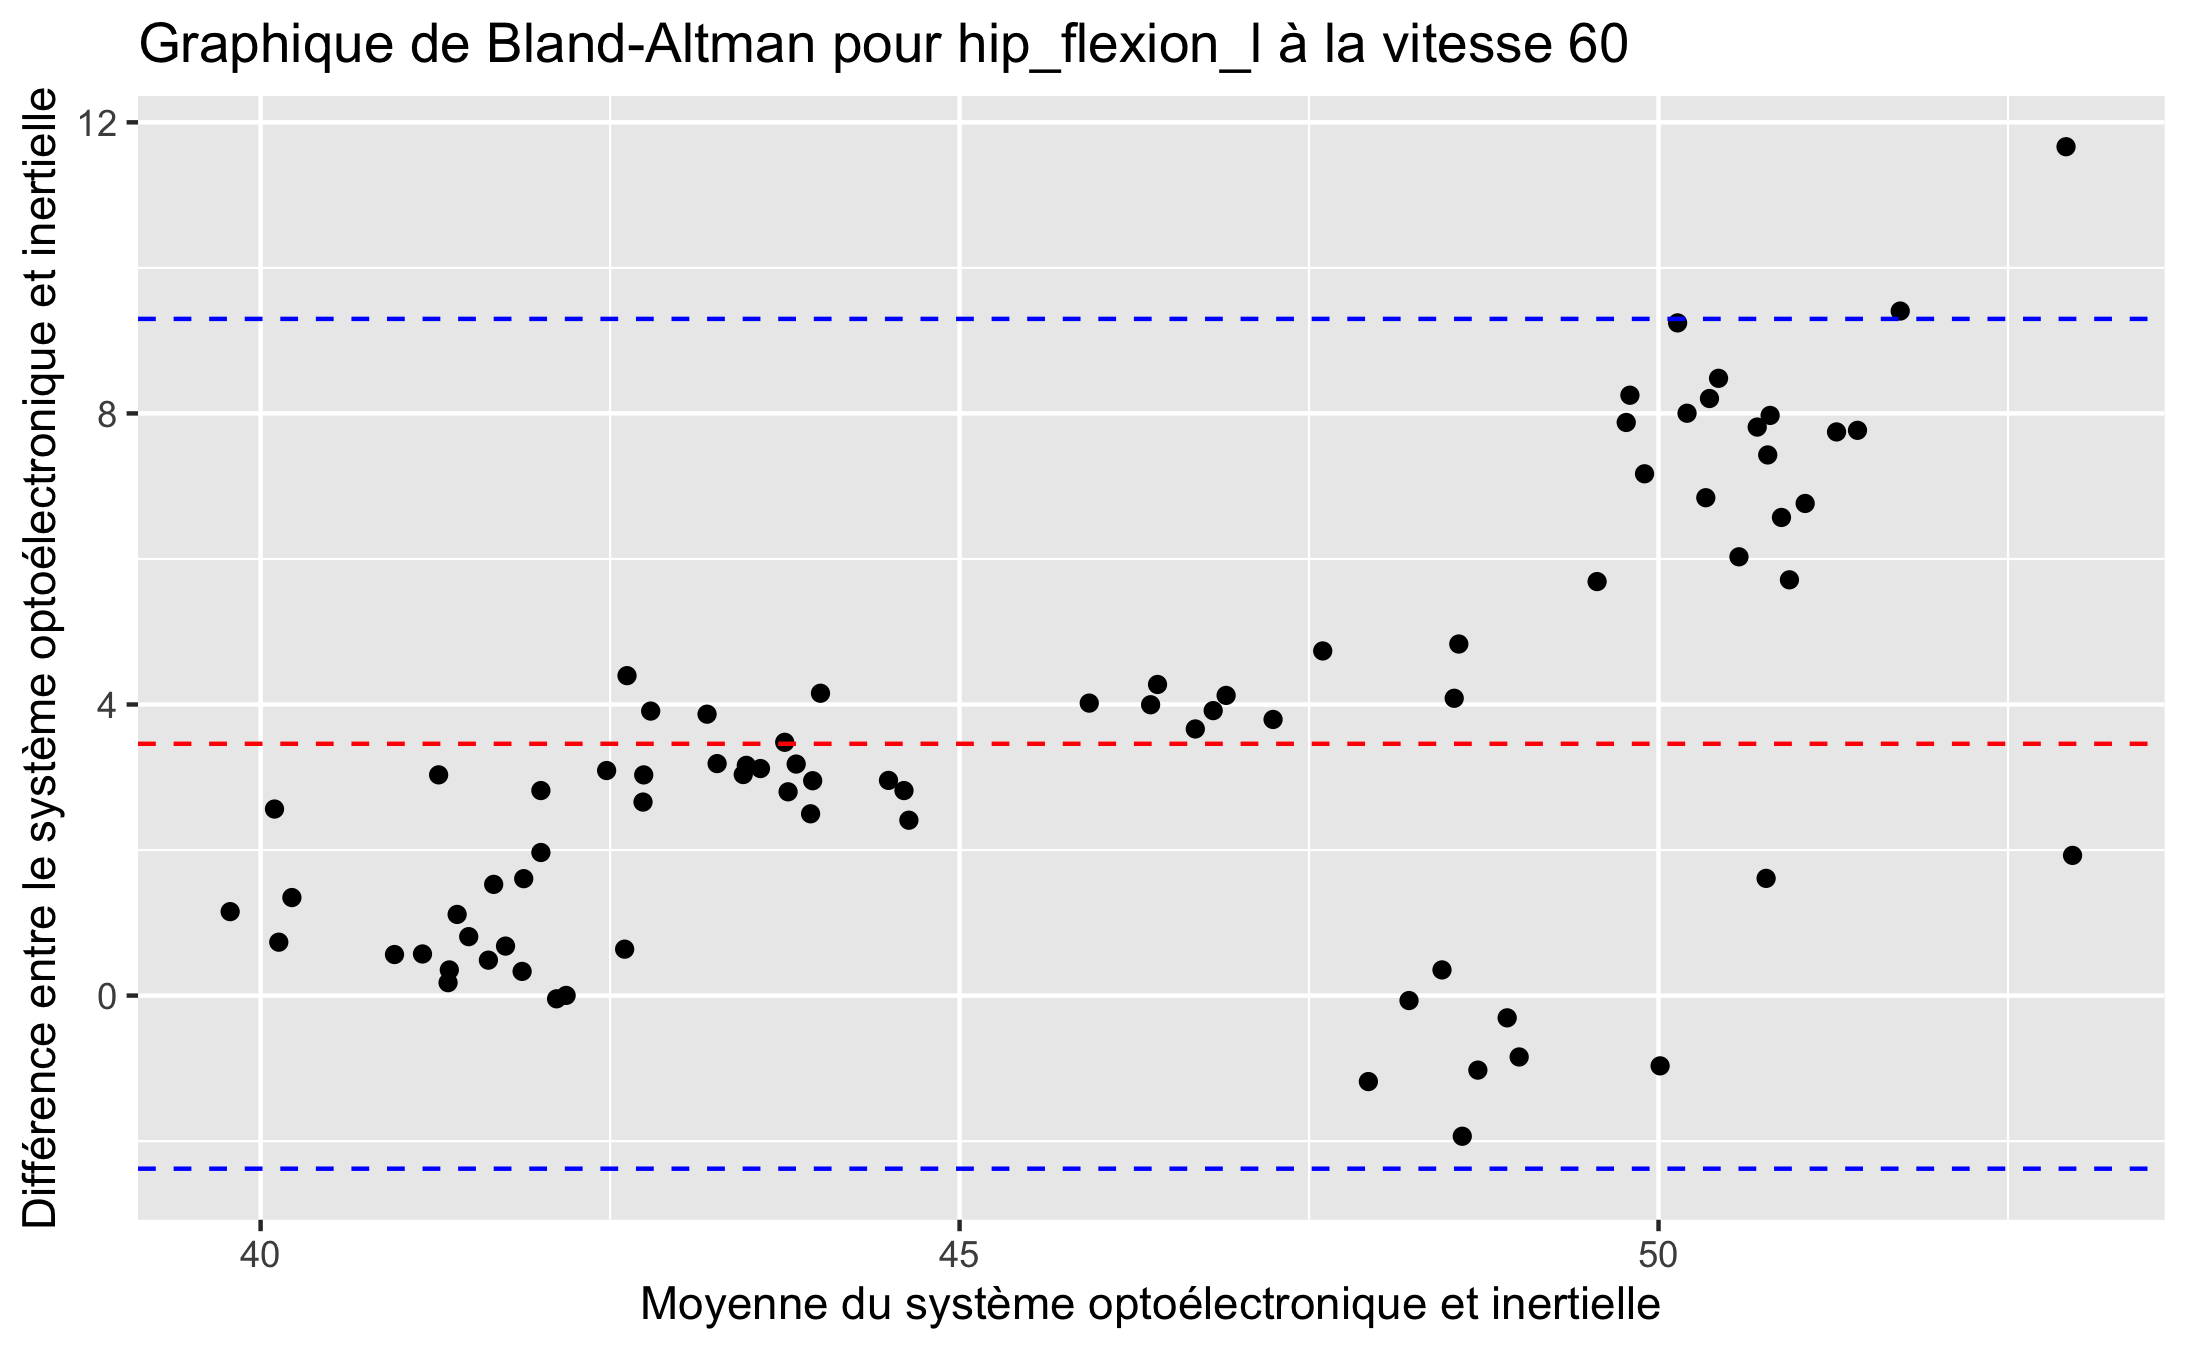 Graphique de Bland-Altman pour hip_flexion_l à la vitesse 60
Différence entre le système optoélectronique et inertielle
12
8
4
0
40
45
50
Moyenne du système optoélectronique et inertielle